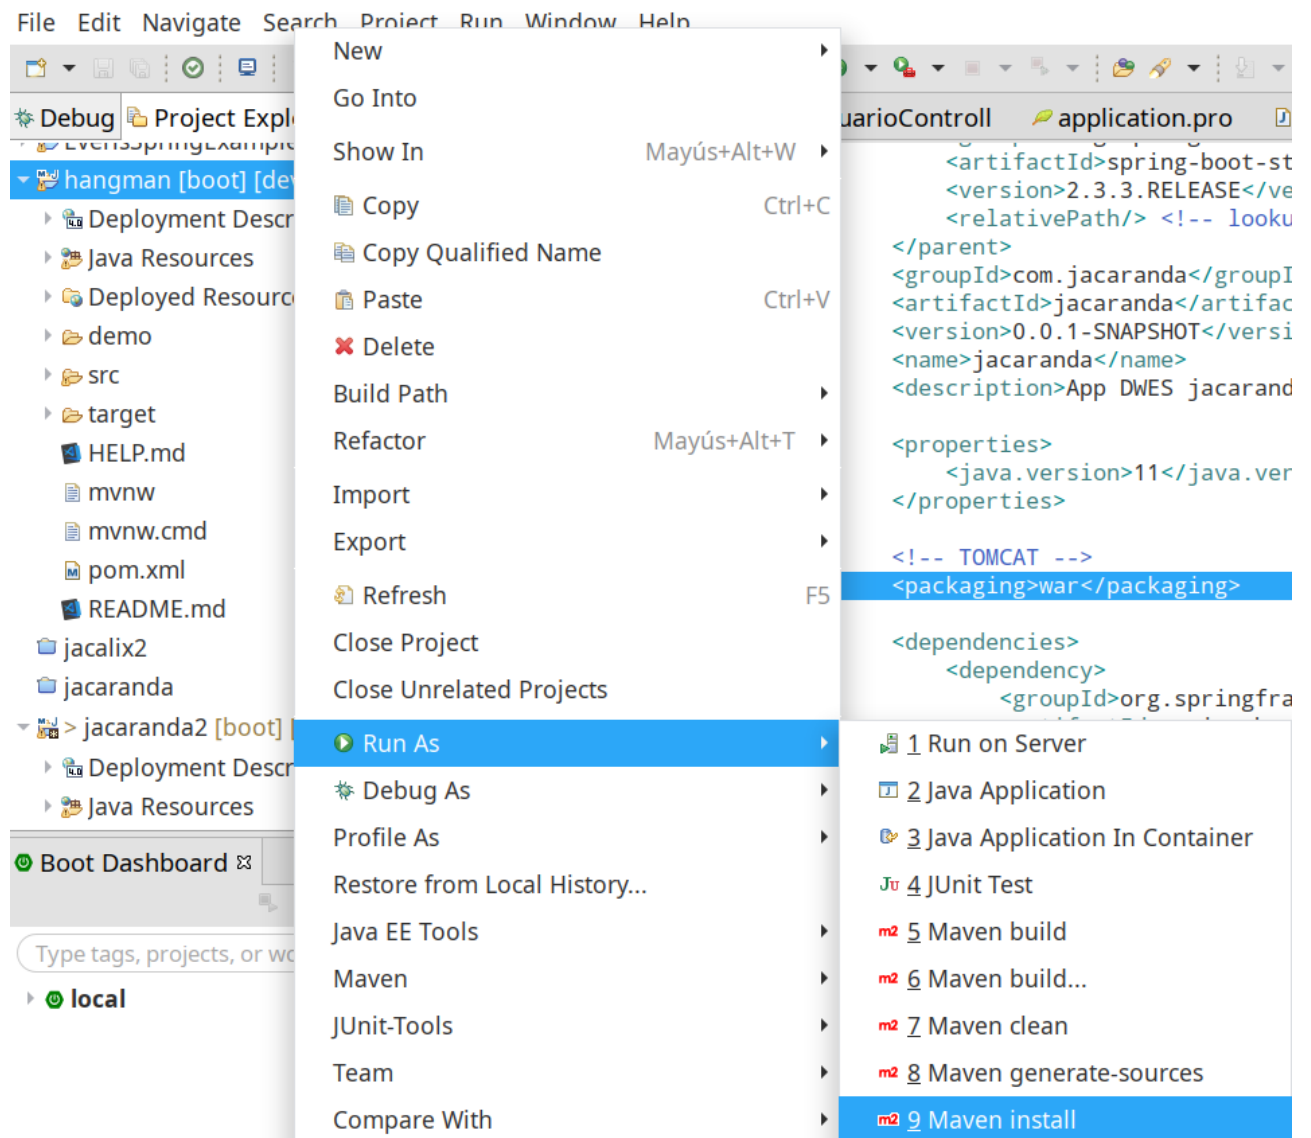 File Edit Navigate Search Project Run Window Help
Debug
Project Expl
EverisSpringExample
hangman [boot] [dev
Deployment Descr
Java Resources
Deployed Resourc
demo
src
target
HELP.md
mvnw
mvnw.cmd
pom.xml
README.md
jacalix2
jacaranda
> jacaranda2 [boot] [
Deployment Descr
Java Resources
Boot Dashboard
Type tags, projects, or wo
local
New
Go Into
Show In Mayús+Alt+W
Copy Ctrl+C
Copy Qualified Name
Paste Ctrl+V
Delete
Build Path
Refactor Mayús+Alt+T
Import
Export
Refresh F5
Close Project
Close Unrelated Projects
Run As
Debug As
Profile As
Restore from Local History...
Java EE Tools
Maven
JUnit-Tools
Team
Compare With
uarioControll
application.pro
<artifactId>spring-boot-st
<version>2.3.3.RELEASE</ve
<relativePath/> <!-- looku
</parent>
<groupId>com.jacaranda</groupI
<artifactId>jacaranda</artifac
<version>0.0.1-SNAPSHOT</versi
<name>jacaranda</name>
<description>App DWES jacarand
<properties>
<java.version>11</java.ver
</properties>
<!-- TOMCAT -->
<packaging>war</packaging>
<dependencies>
<dependency>
<groupId>org.springfra
1 Run on Server
2 Java Application
3 Java Application In Container
4 JUnit Test
5 Maven build
6 Maven build...
7 Maven clean
8 Maven generate-sources
9 Maven install